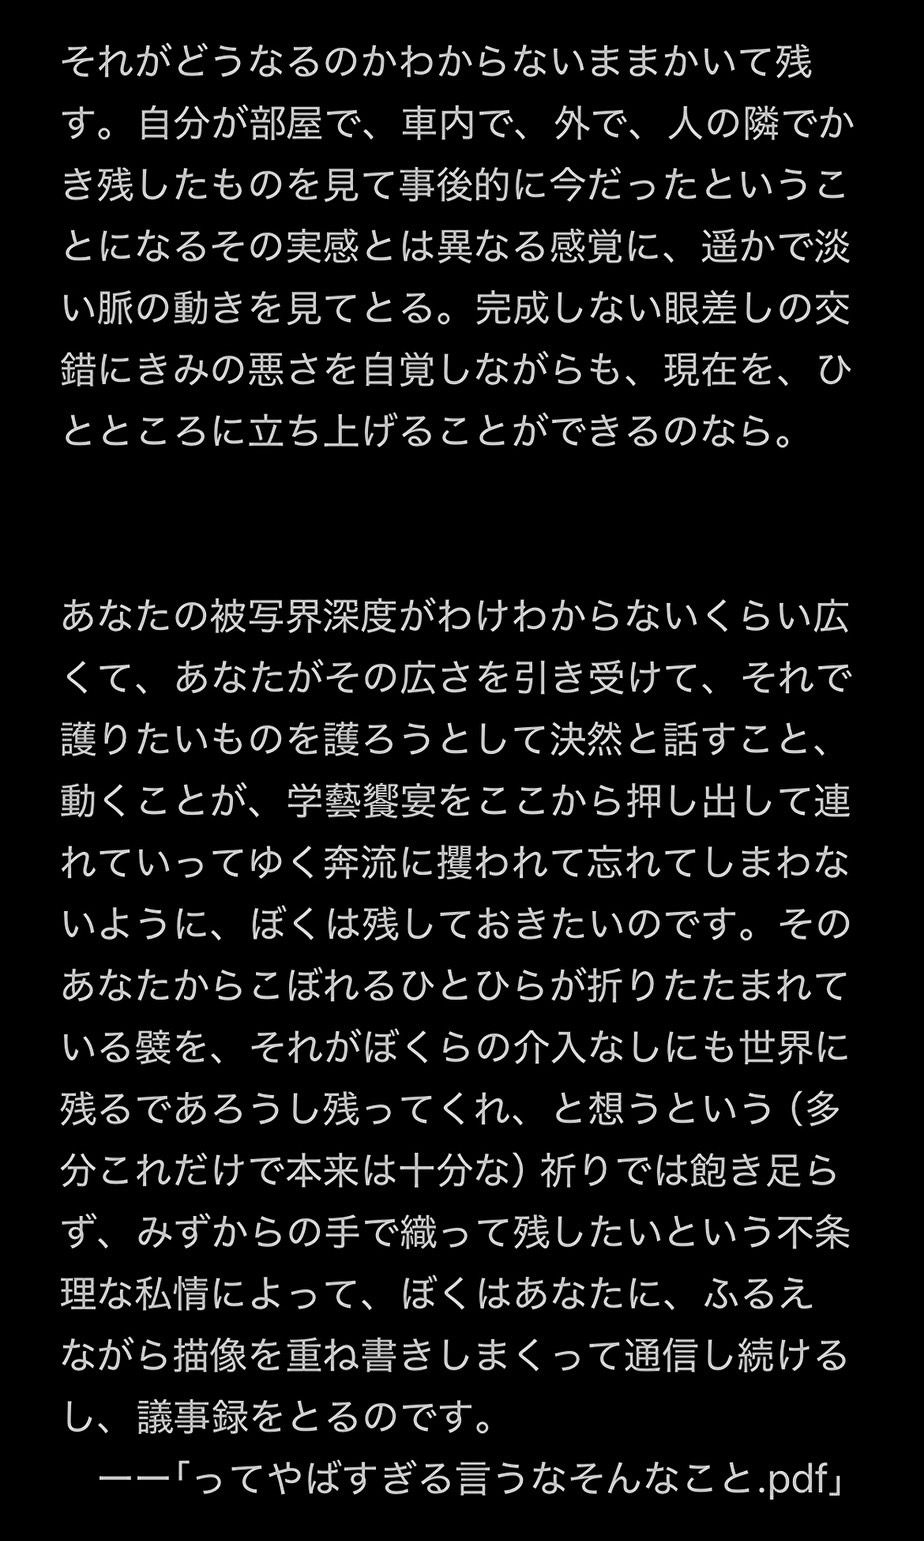 それがどうなるのかわからないままかいて残
す。自分が部屋で、車内で、外で、人の隣でか
き残したものを見て事後的に今だったというこ
とになるその実感とは異なる感覚に、遥かで淡
い脈の動きを見てとる。完成しない眼差しの交
錯にきみの悪さを自覚しながらも、現在を、ひ
とところに立ち上げることができるのなら。
あなたの被写界深度がわけわからないくらい広
くて、あなたがその広さを引き受けて、それで
護りたいものを護ろうとして決然と話すこと、
動くことが、学藝饗宴をここから押し出して連
れていってゆく奔流に攫われて忘れてしまわな
いように、ぼくは残しておきたいのです。その
あなたからこぼれるひとひらが折りたたまれて
いる襞を、それがぼくらの介入なしにも世界に
残るであろうし残ってくれ、と想うという（多
分これだけで本来は十分な）祈りでは飽き足ら
ず、みずからの手で織って残したいという不条
理な私情によって、ぼくはあなたに、ふるえ
ながら描像を重ね書きしまくって通信し続ける
し、議事録をとるのです。
ーー｢ってやばすぎる言うなそんなこと.pdf｣